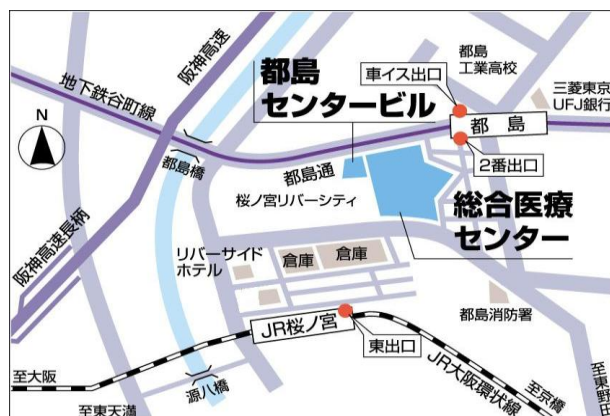 阪神高速
地下鉄谷町線
都島
センタービル
車イス出口
都島
工業高校
三菱東京
UFJ銀行
N
都島
2番出口
都島橋
都島通
桜ノ宮リバーシティ
総合医療
センター
阪神高速長柄
リバーサイド
ホテル
倉庫
倉庫
都島消防署
JR桜ノ宮
東出口
JR大阪環状線
至大阪
至東天満
源八橋
至京橋
至東野田